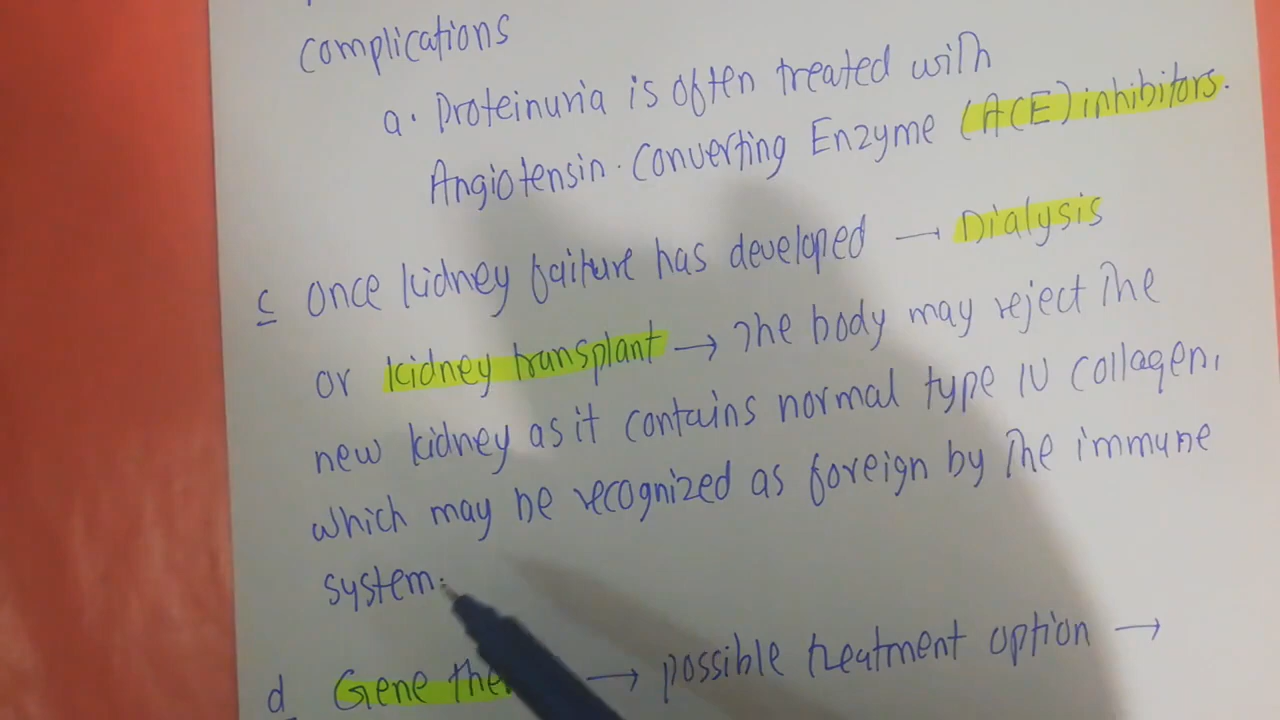 complications
a. Proteinuria is often treated with
Angiotensin. Converting Enzyme (ACE) inhibitors.
c once kidney failure has developed → Dialysis
or kidney transplant → The body may reject the
new kidney as it contains normal type IV collagen,
which may be recognized as foreign by the immune
system.
d Gene → possible treatment option →